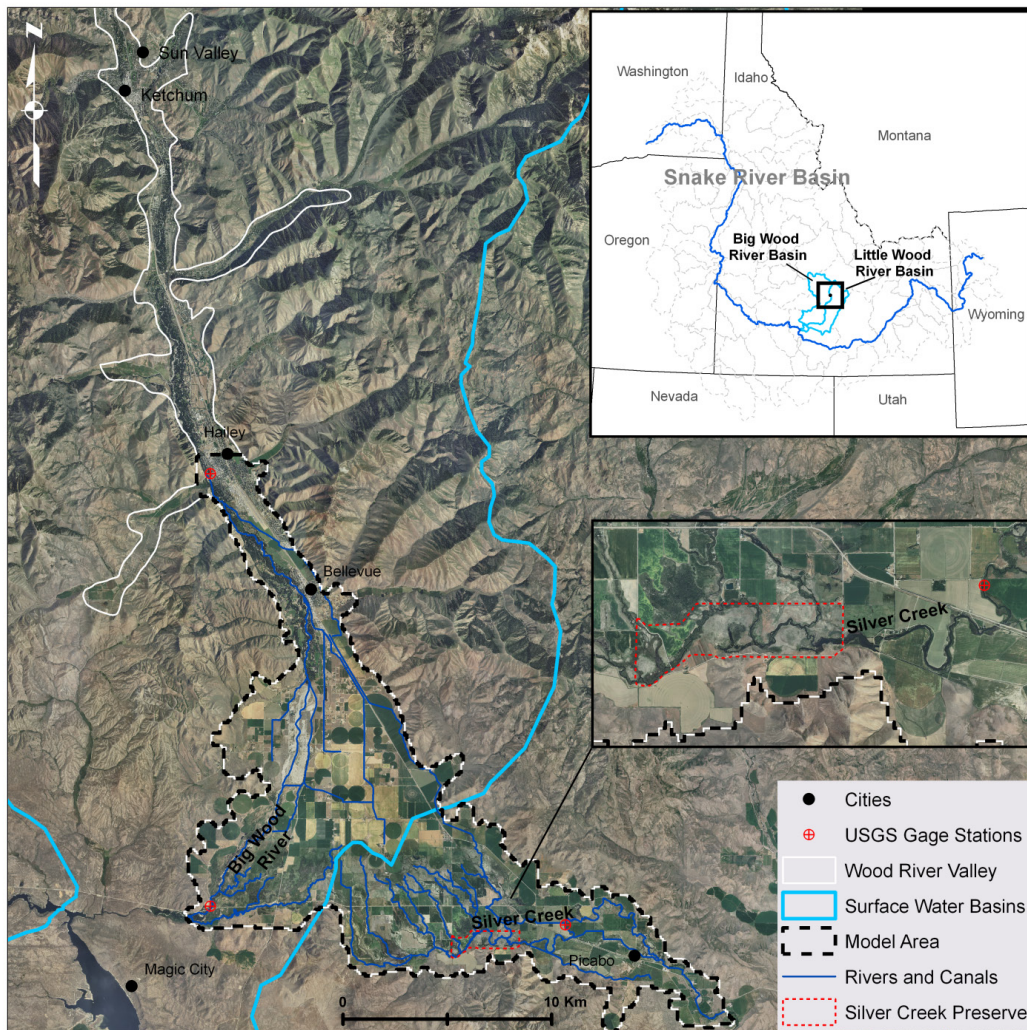 N
Sun Valley
Ketchum
Hailey
Bellevue
Big Wood
River
Silver Creek
Picabo
Magic City
0
10 Km
Washington
Idaho
Montana
Snake River Basin
Oregon
Big Wood
River Basin
Little Wood
River Basin
Wyoming
Nevada
Utah
Silver Creek
Cities
USGS Gage Stations
Wood River Valley
Surface Water Basins
Model Area
Rivers and Canals
Silver Creek Preserve